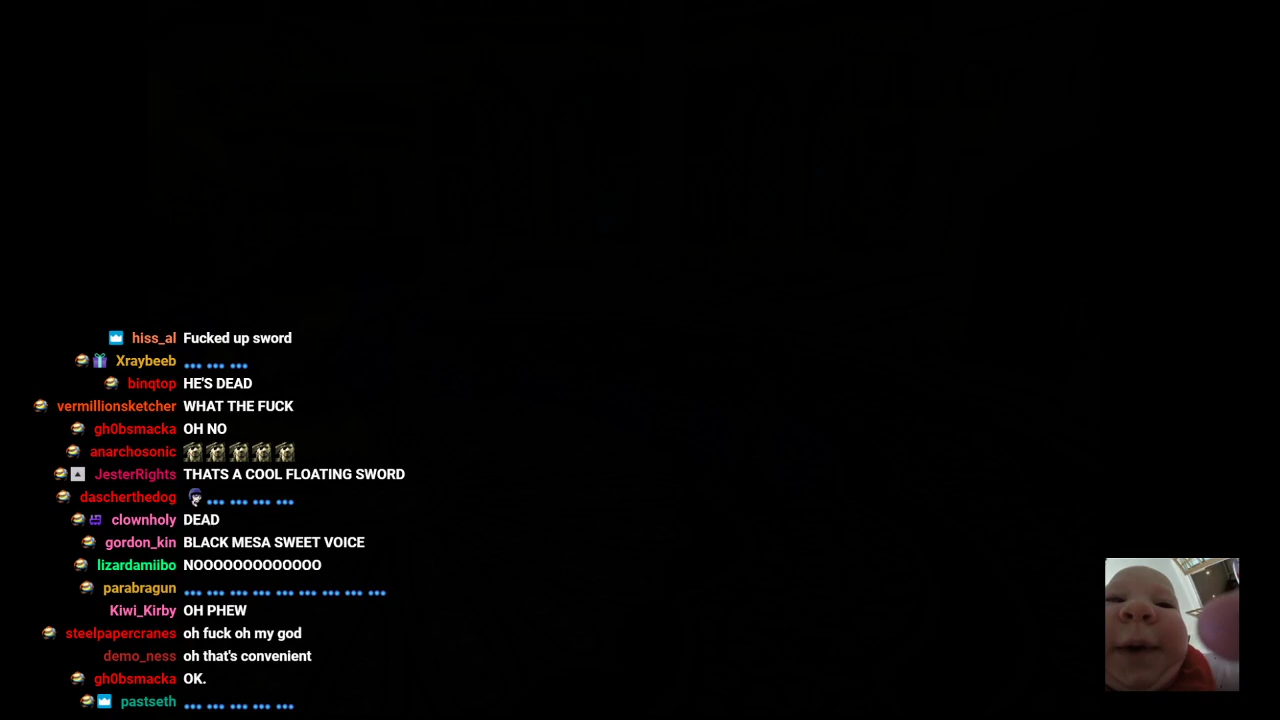 hiss_al Fucked up sword
Xraybeeb
binqtop HE'S DEAD
vermillionsketcher WHAT THE FUCK
gh0bsmacka OH NO
anarchosonic
JesterRights THATS A COOL FLOATING SWORD
dascherthedog
clownholy DEAD
gordon_kin BLACK MESA SWEET VOICE
lizardamiibo NOOOOOOOOOOOOO
parabragun
Kiwi_Kirby OH PHEW
steelpapercranes oh fuck oh my god
demo_ness oh that's convenient
gh0bsmacka OK.
pastseth